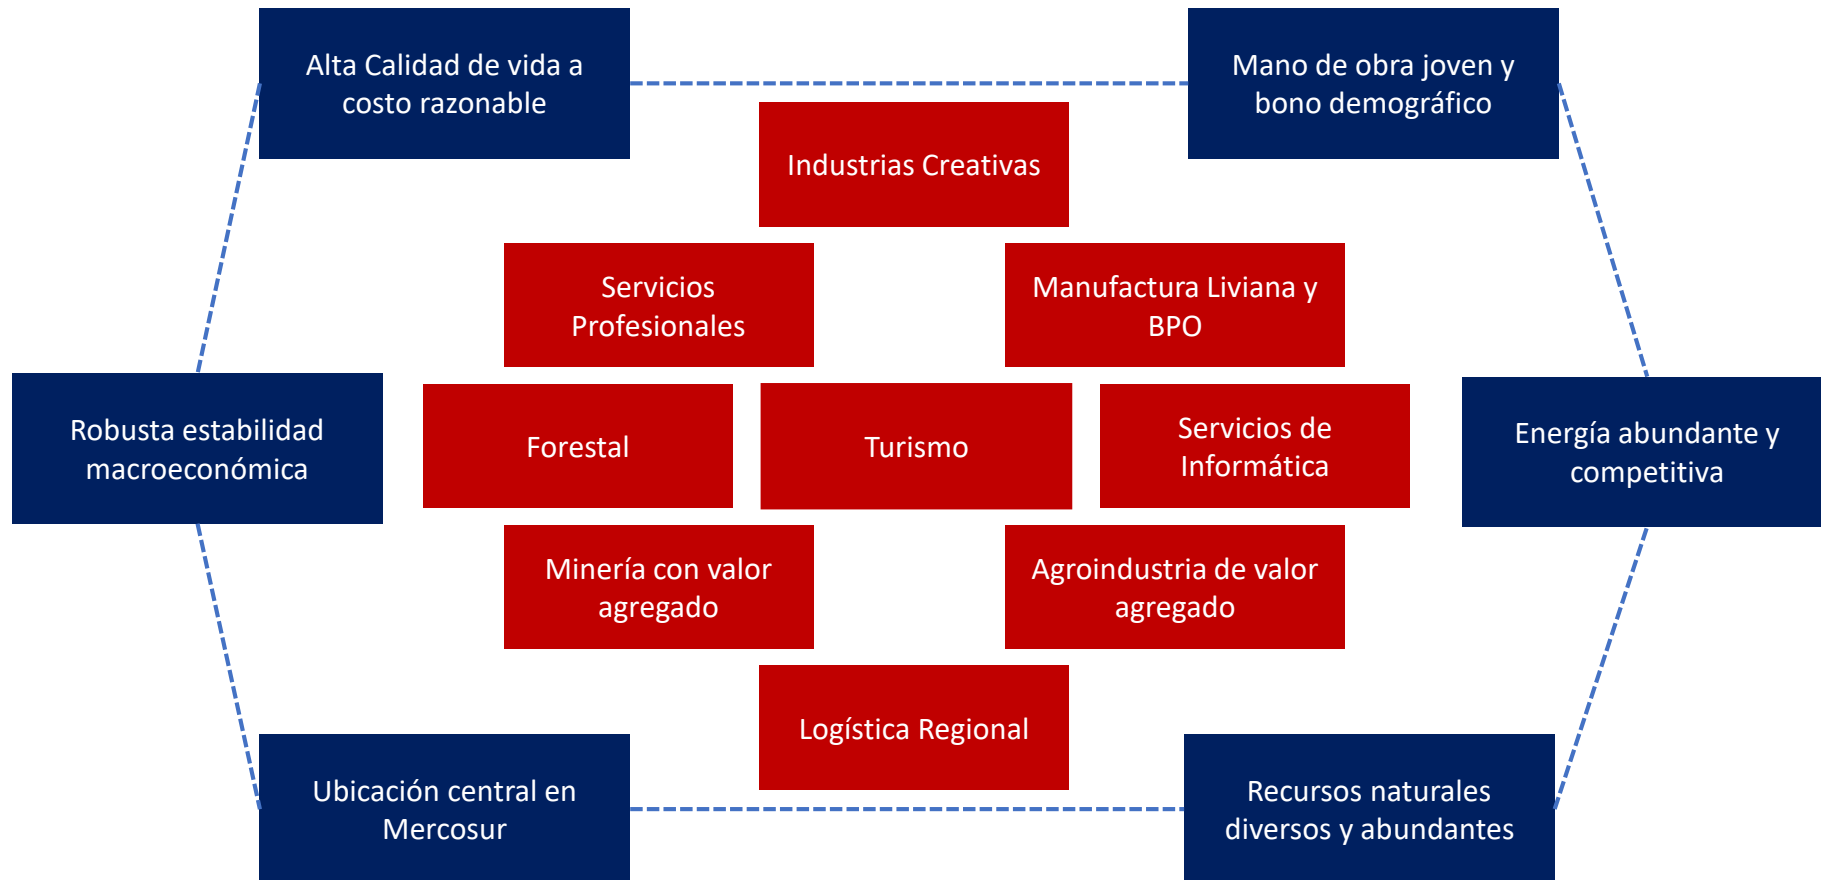 Alta Calidad de vida a
costo razonable
Mano de obra joven y
bono demográfico
Industrias Creativas
Servicios
Profesionales
Manufactura Liviana y
BPO
Robusta estabilidad
macroeconómica
Forestal
Turismo
Servicios de
Informática
Energía abundante y
competitiva
Minería con valor
agregado
Agroindustria de valor
agregado
Logística Regional
Ubicación central en
Mercosur
Recursos naturales
diversos y abundantes